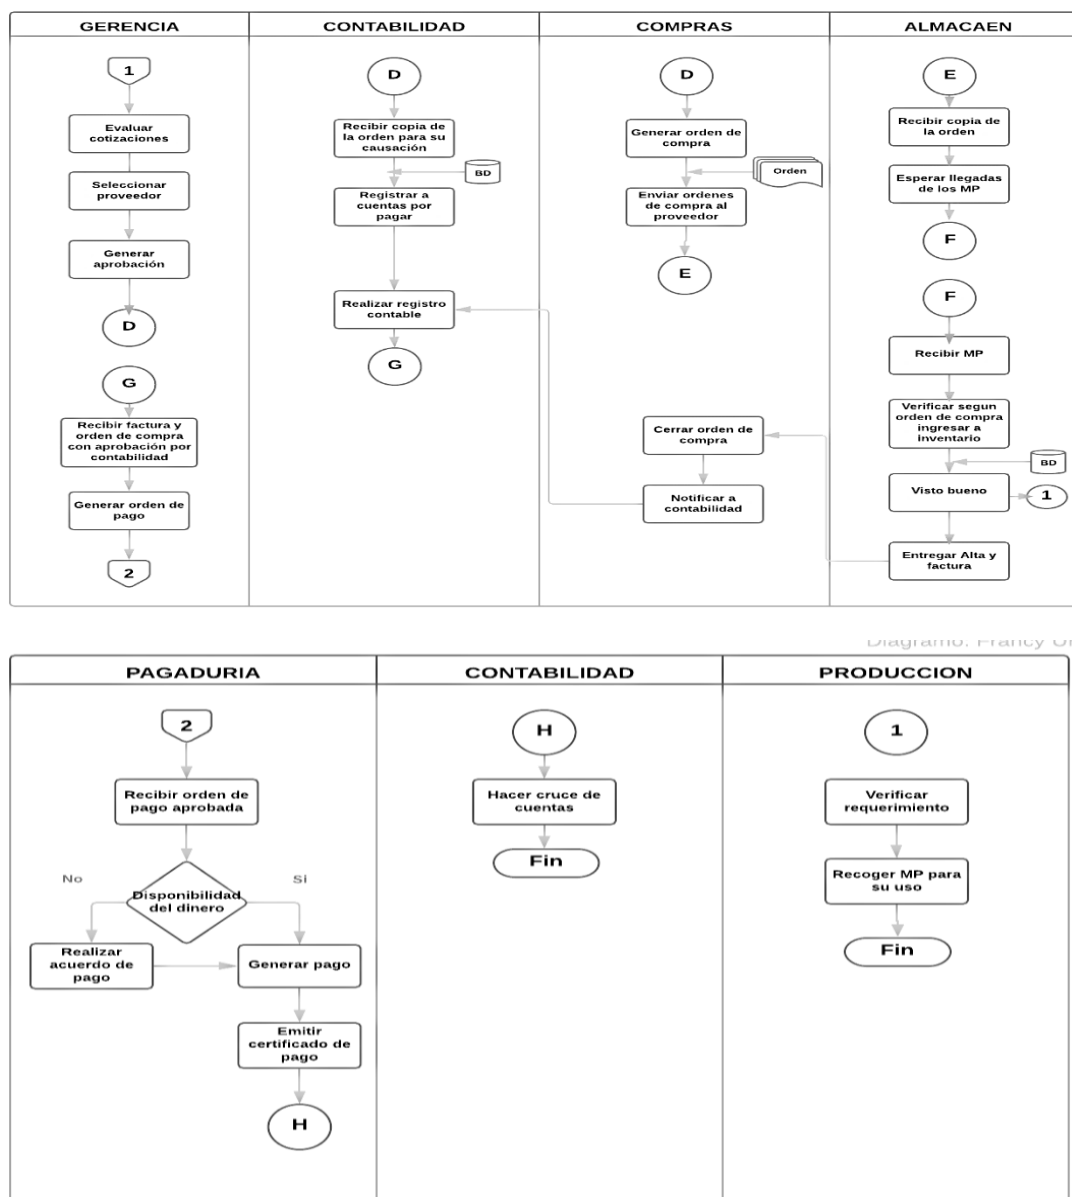 GERENCIA
CONTABILIDAD
COMPRAS
ALMACAEN
1
Evaluar
cotizaciones
Seleccionar
proveedor
Generar
aprobación
D
G
Recibir factura y
orden de compra
con aprobación por
contabilidad
Generar orden de
pago
2
D
Recibir copia de
la orden para su
causación
BD
Registrar a
cuentas por
pagar
Realizar registro
contable
G
D
Generar orden de
compra
Orden
Enviar ordenes
de compra al
proveedor
E
Cerrar orden de
compra
Notificar a
contabilidad
E
Recibir copia de
la orden
Esperar llegadas
de los MP
F
F
Recibir MP
Verificar segun
orden de compra
ingresar a
inventario
BD
Visto bueno
1
Entregar Alta y
factura
Diagramo: Francy
PAGADURIA
CONTABILIDAD
PRODUCCION
2
Recibir orden de
pago aprobada
No
Si
Disponibilidad
del dinero
Realizar
acuerdo de
pago
Generar pago
Emitir
certificado de
pago
H
H
Hacer cruce de
cuentas
Fin
1
Verificar
requerimiento
Recoger MP para
su uso
Fin